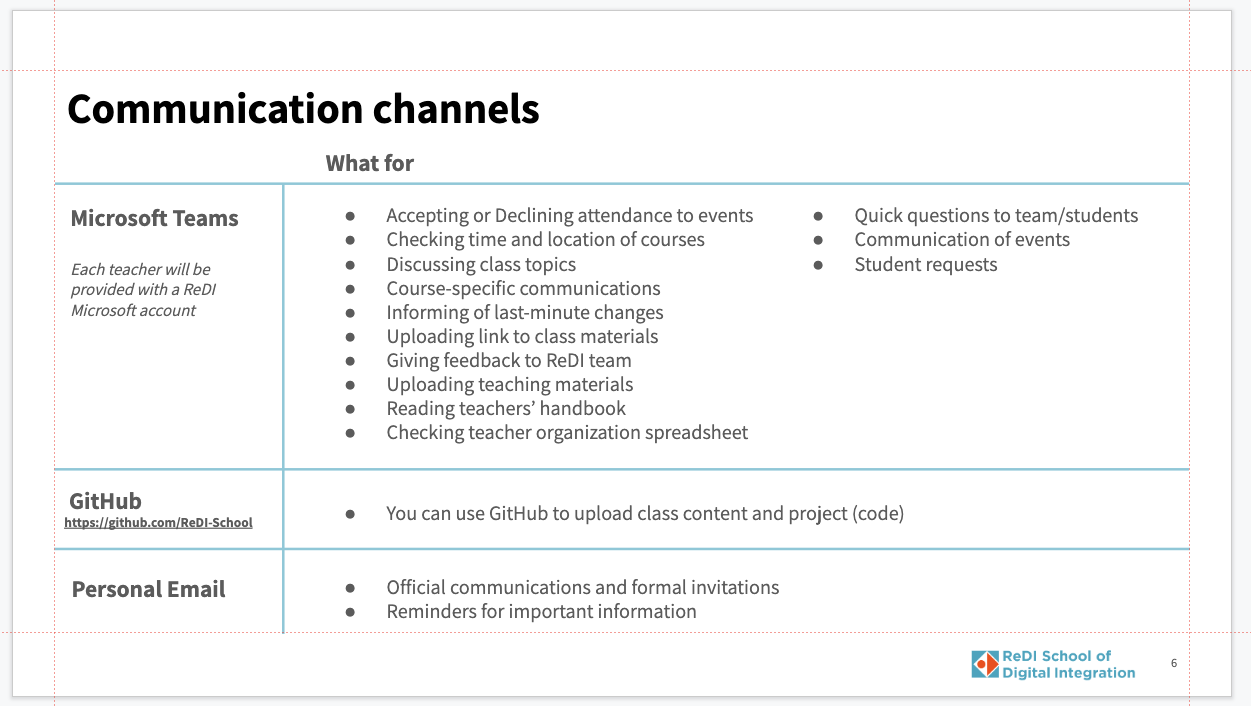 Communication channels
What for
Microsoft Teams
Each teacher will be
provided with a ReDI
Microsoft account
● Accepting or Declining attendance to events
● Checking time and location of courses
● Discussing class topics
● Course-specific communications
● Informing of last-minute changes
● Uploading link to class materials
● Giving feedback to ReDI team
● Uploading teaching materials
● Reading teachers’ handbook
● Checking teacher organization spreadsheet
● Quick questions to team/students
● Communication of events
● Student requests
GitHub
https://github.com/ReDI-School
● You can use GitHub to upload class content and project (code)
Personal Email
● Official communications and formal invitations
● Reminders for important information
ReDI School of
Digital Integration
6